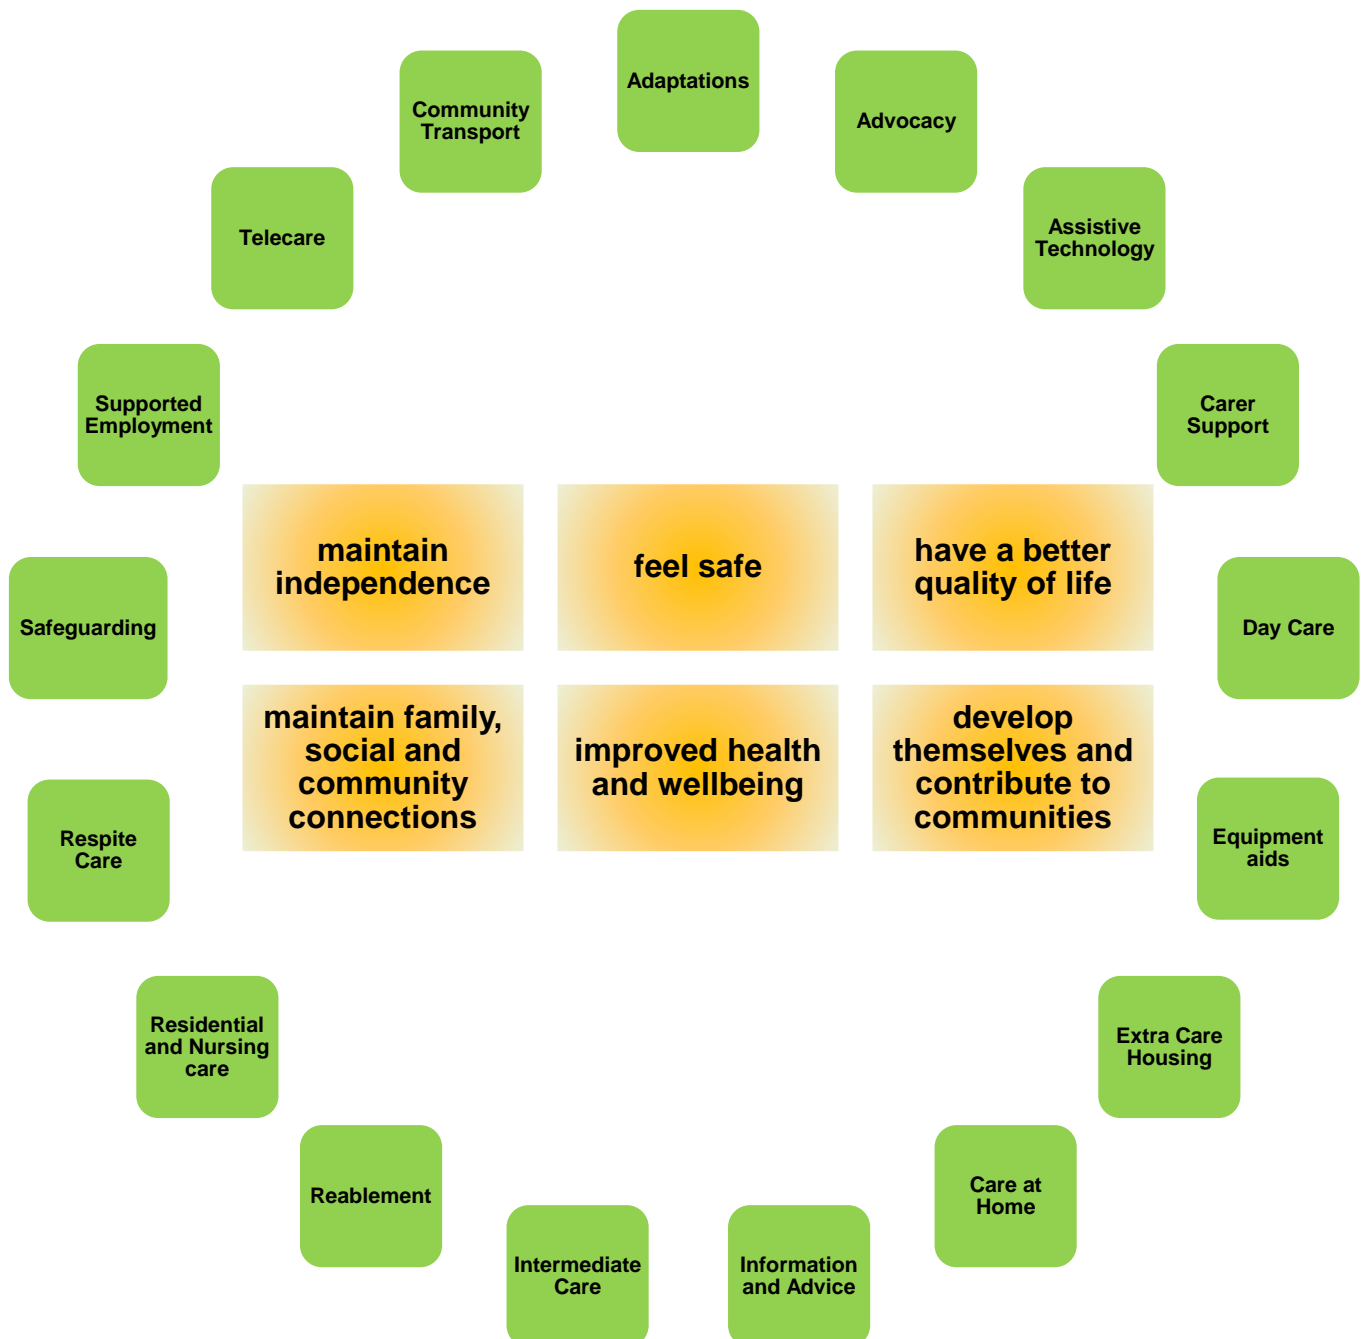 Adaptations
Advocacy
Assistive
Technology
Carer
Support
Day Care
Equipment
aids
Extra Care
Housing
Care at
Home
Information
and Advice
Intermediate
Care
Reablement
Residential
and Nursing
care
Respite
Care
Safeguarding
Supported
Employment
Telecare
Community
Transport
maintain
independence
feel safe
have a better
quality of life
maintain family,
social and
community
connections
improved health
and wellbeing
develop
themselves and
contribute to
communities